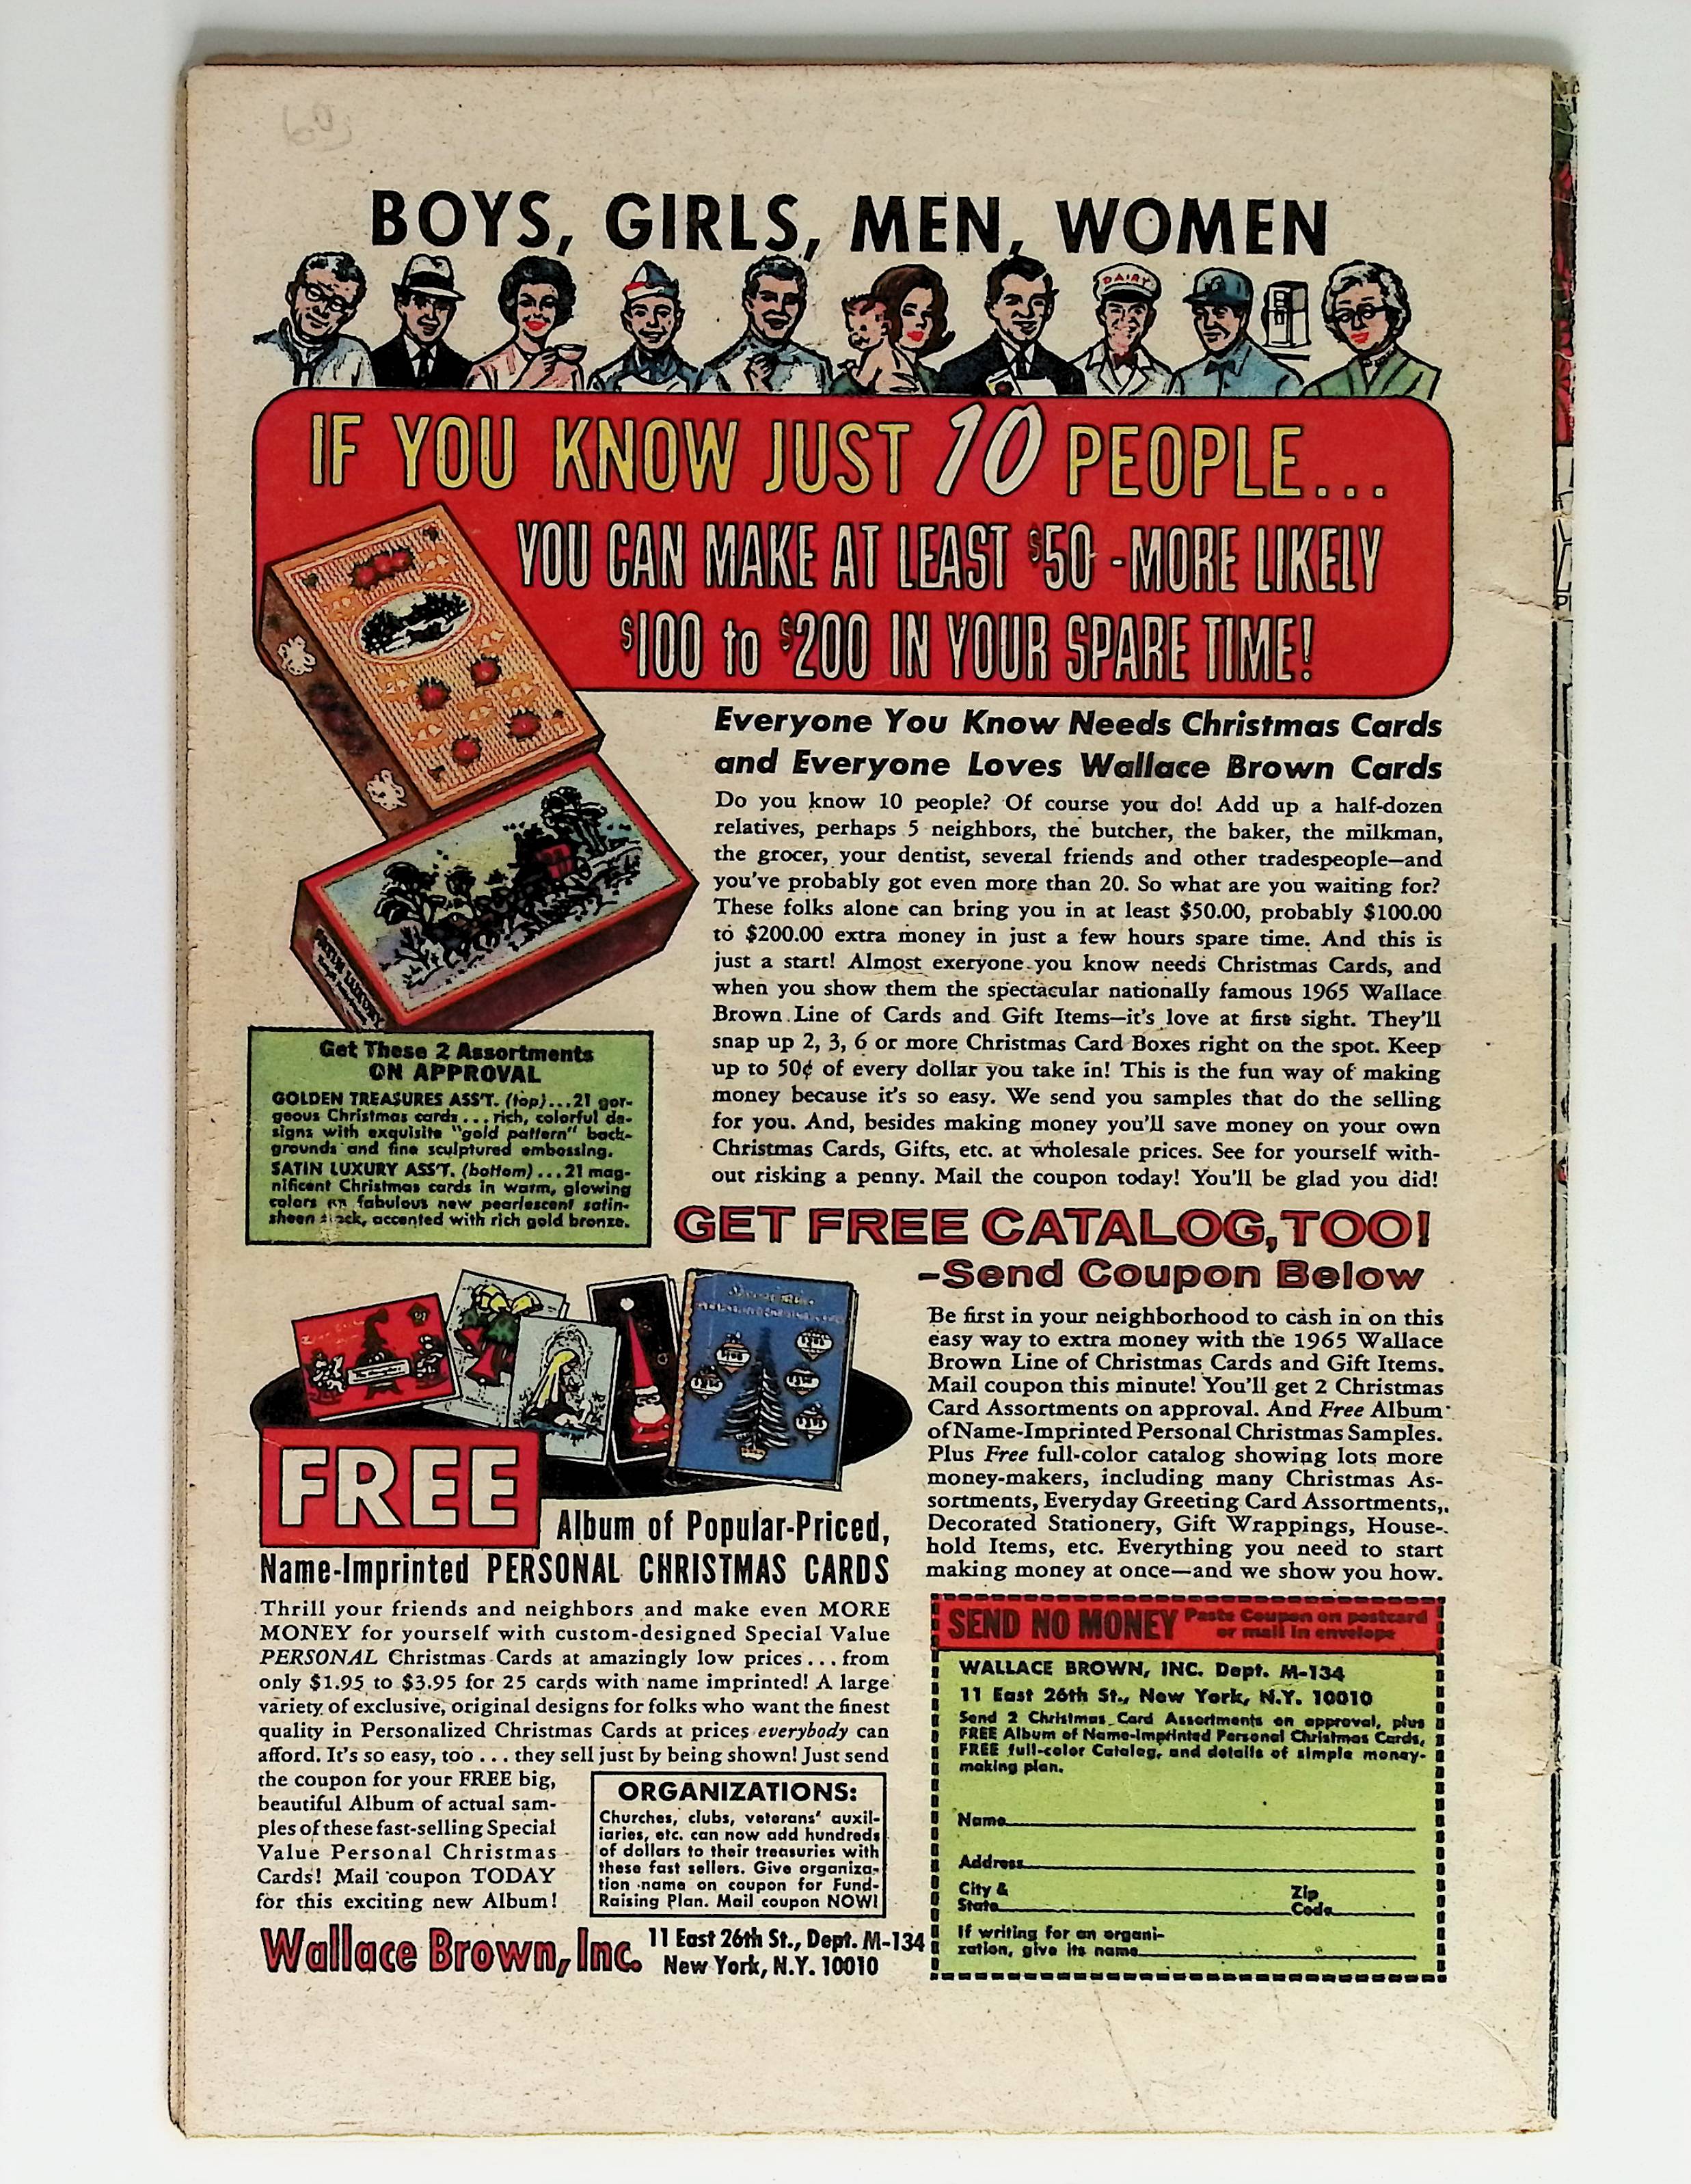 60
BOYS, GIRLS, MEN, WOMEN
DAIRY
IF YOU KNOW JUST 10 PEOPLE...
YOU CAN MAKE AT LEAST $50 - MORE LIKELY
$100 to $200 IN YOUR SPARE TIME!
Everyone You Know Needs Christmas Cards
and Everyone Loves Wallace Brown Cards
Do you know 10 people? Of course you do! Add up a half-dozen
relatives, perhaps 5 neighbors, the butcher, the baker, the milkman,
the grocer, your dentist, several friends and other tradespeople—and
you've probably got even more than 20. So what are you waiting for?
These folks alone can bring you in at least $50.00, probably $100.00
to $200.00 extra money in just a few hours spare time. And this is
just a start! Almost exeryone you know needs Christmas Cards, and
when you show them the spectacular nationally famous 1965 Wallace
Brown Line of Cards and Gift Items—it's love at first sight. They'll
snap up 2, 3, 6 or more Christmas Card Boxes right on the spot. Keep
up to 50¢ of every dollar you take in! This is the fun way of making
money because it's so easy. We send you samples that do the selling
for you. And, besides making money you'll save money on your own
Christmas Cards, Gifts, etc. at wholesale prices. See for yourself with-
out risking a penny. Mail the coupon today! You'll be glad you did!
SATIN LUXURY
Get These 2 Assortments
ON APPROVAL
GOLDEN TREASURES ASS'T. (top)...21 gor-
geous Christmas cards... rich, colorful de-
signs with exquisite "gold pattern" back-
grounds and fine sculptured embossing.
SATIN LUXURY ASS'T. (bottom)...21 mag-
nificent Christmas cards in warm, glowing
colors on fabulous new pearlescent satin-
sheen stock, accented with rich gold bronze.
GET FREE CATALOG, TOO!
-Send Coupon Below
Be first in your neighborhood to cash in on this
easy way to extra money with the 1965 Wallace
Brown Line of Christmas Cards and Gift Items.
Mail coupon this minute! You'll get 2 Christmas
Card Assortments on approval. And Free Album
of Name-Imprinted Personal Christmas Samples.
Plus Free full-color catalog showing lots more
money-makers, including many Christmas As-
sortments, Everyday Greeting Card Assortments,
Decorated Stationery, Gift Wrappings, House-
hold Items, etc. Everything you need to start
making money at once—and we show you how.
FREE
Album of Popular-Priced,
Name-Imprinted PERSONAL CHRISTMAS CARDS
Thrill your friends and neighbors and make even MORE
MONEY for yourself with custom-designed Special Value
PERSONAL Christmas Cards at amazingly low prices... from
only $1.95 to $3.95 for 25 cards with name imprinted! A large
variety of exclusive, original designs for folks who want the finest
quality in Personalized Christmas Cards at prices everybody can
afford. It's so easy, too ... they sell just by being shown! Just send
the coupon for your FREE big,
beautiful Album of actual sam-
ples of these fast-selling Special
Value Personal Christmas
Cards! Mail coupon TODAY
for this exciting new Album!
ORGANIZATIONS:
Churches, clubs, veterans' auxil-
iaries, etc. can now add hundreds
of dollars to their treasuries with
these fast sellers. Give organiza-
tion name on coupon for Fund-
Raising Plan. Mail coupon NOW!
Wallace Brown, Inc. 11 East 26th St., Dept. M-134
New York, N.Y. 10010
SEND NO MONEY Paste Coupon on postcard
or mail in envelope
WALLACE BROWN, INC. Dept. M-134
11 East 26th St., New York, N.Y. 10010
Send 2 Christmas Card Assortments on approval, plus
FREE Album of Name-Imprinted Personal Christmas Cards,
FREE full-color Catalog, and details of simple money-
making plan.
Name
Address
City &
State
Zip
Code
If writing for an organi-
zation, give its name